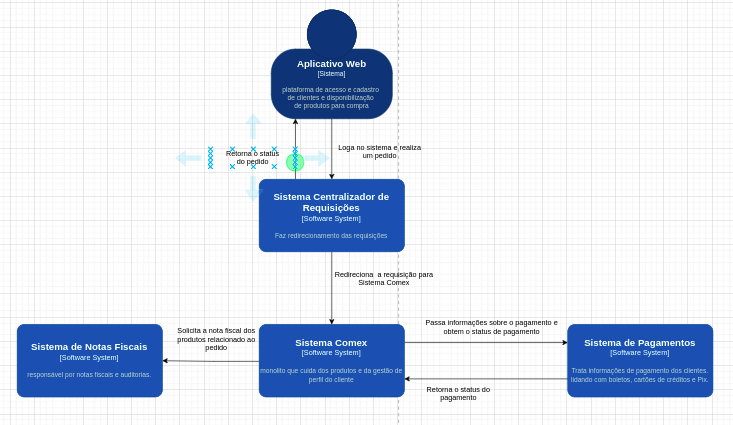 Aplicativo Web
[Sistema]
plataforma de acesso e cadastro
de clientes e disponibilização
de produtos para compra
Retorna o status
do pedido
Loga no sistema e realiza
um pedido
Sistema Centralizador de
Requisições
[Software System]
Faz redirecionamento das requisições
Redireciona a requisição para
Sistema Comex
Solicita a nota fiscal dos
produtos relacionado ao
pedido
Passa informações sobre o pagamento e
obtem o status de pagamento
Sistema de Notas Fiscais
[Software System]
responsável por notas fiscais e auditorias.
Sistema Comex
[Software System]
monolito que cuida dos produtos e da gestão de
perfil do cliente
Sistema de Pagamentos
[Software System]
Trata informações de pagamento dos clientes.
lidando com boletos, cartões de créditos e Pix.
Retorna o status do
pagamento